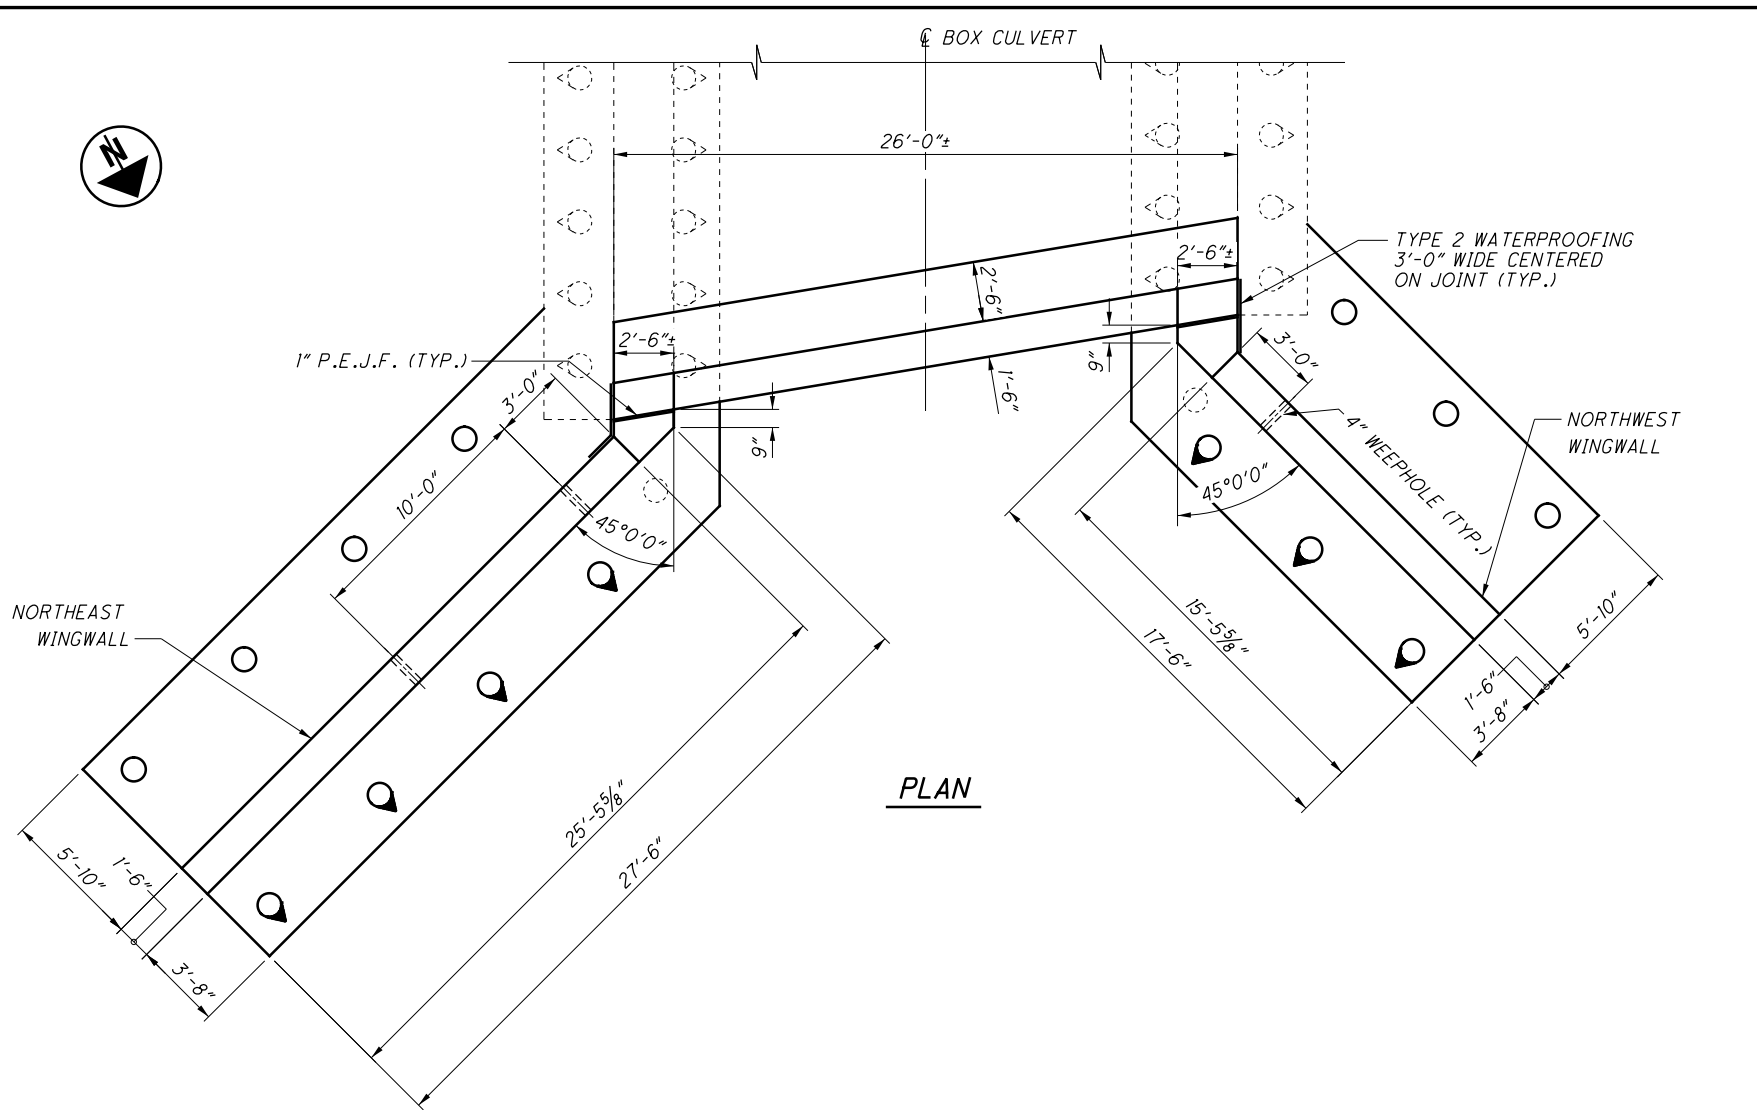 ℄ BOX CULVERT
N
26'-0"±
TYPE 2 WATERPROOFING
3'-0" WIDE CENTERED
ON JOINT (TYP.)
2'-6"±
2'-6"
2'-6"±
1" P.E.J.F. (TYP.)
3'-0"
9"
1'-6"
3'-0"
9"
4" WEEPHOLE (TYP.)
NORTHWEST
WINGWALL
10'-0"
45°0'0"
45°0'0"
NORTHEAST
WINGWALL
15'-5⅝"
17'-6"
5'-10"
1'-6"
3'-8"
PLAN
25'-5⅝"
27'-6"
5'-10"
1'-6"
3'-8"